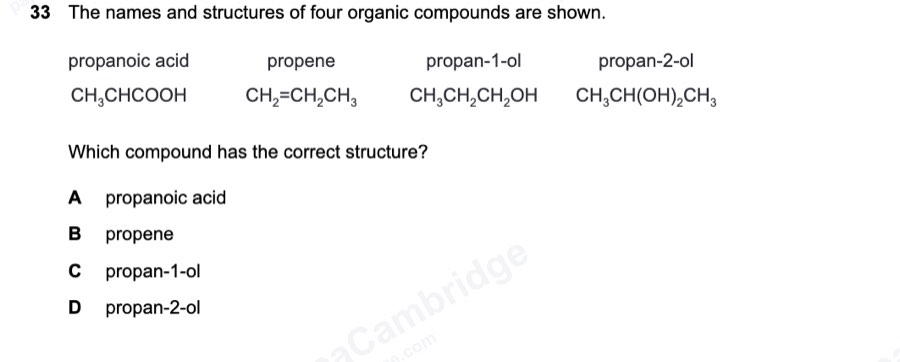 33 The names and structures of four organic compounds are shown.
propanoic acid propene propan-1-ol propan-2-ol
CH₃CHCOOH CH₂=CH₂CH₃ CH₃CH₂CH₂OH CH₃CH(OH)₂CH₃
Which compound has the correct structure?
A propanoic acid
B propene
C propan-1-ol
D propan-2-ol
aCambridge
.com